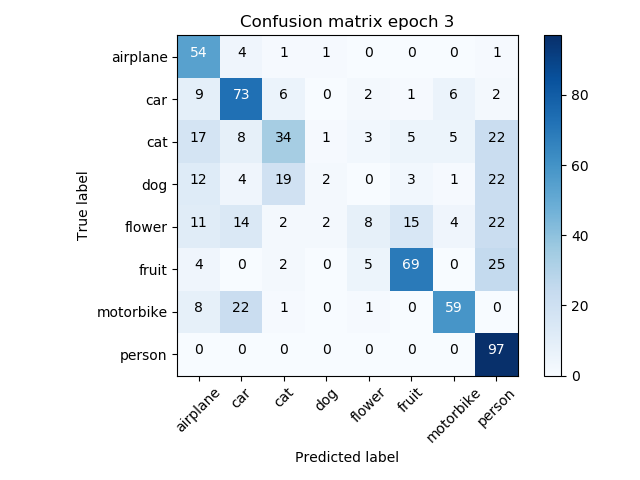 Confusion matrix epoch 3
True label
airplane 54 4 1 1 0 0 0 1
car 9 73 6 0 2 1 6 2
cat 17 8 34 1 3 5 5 22
dog 12 4 19 2 0 3 1 22
flower 11 14 2 2 8 15 4 22
fruit 4 0 2 0 5 69 0 25
motorbike 8 22 1 0 1 0 59 0
person 0 0 0 0 0 0 0 97
airplane car cat dog flower fruit motorbike person
Predicted label
80
60
40
20
0